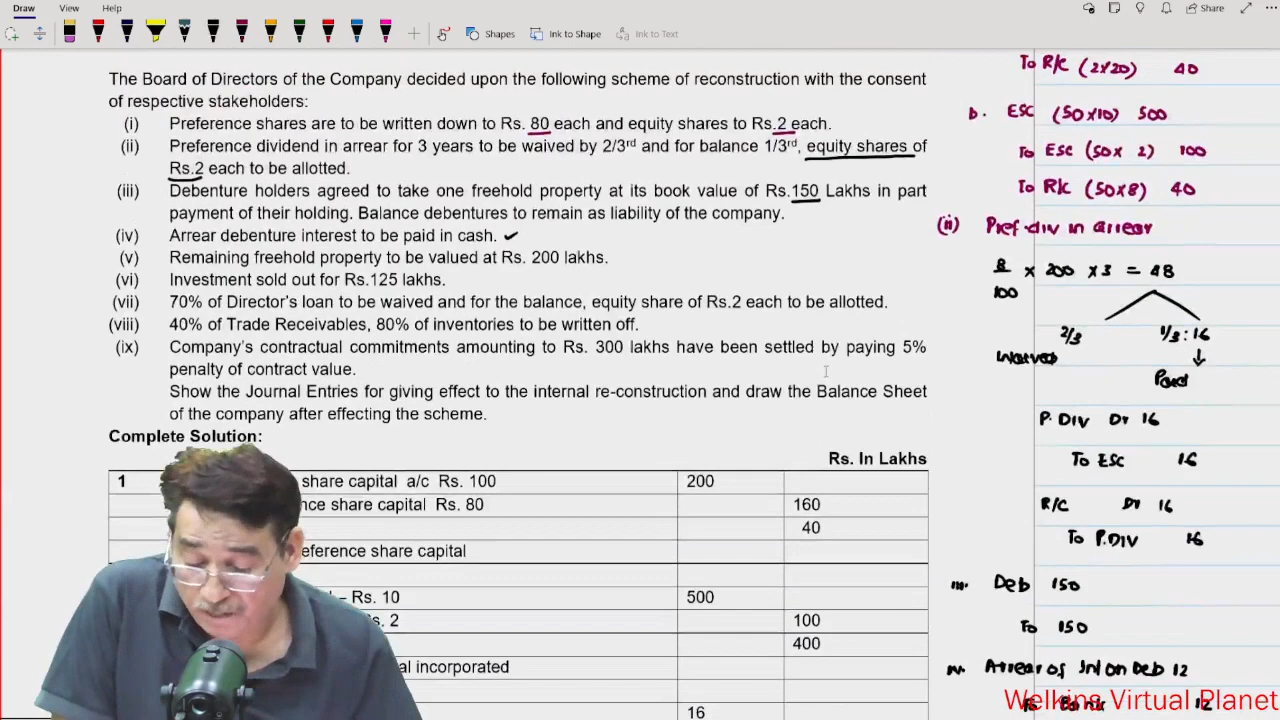 Draw View Help
Share
Shapes Ink to Shape Ink to Text
The Board of Directors of the Company decided upon the following scheme of reconstruction with the consent
of respective stakeholders:
(i) Preference shares are to be written down to Rs. 80 each and equity shares to Rs.2 each.
(ii) Preference dividend in arrear for 3 years to be waived by 2/3rd and for balance 1/3rd, equity shares of
Rs.2 each to be allotted.
(iii) Debenture holders agreed to take one freehold property at its book value of Rs.150 Lakhs in part
payment of their holding. Balance debentures to remain as liability of the company.
(iv) Arrear debenture interest to be paid in cash.
(v) Remaining freehold property to be valued at Rs. 200 lakhs.
(vi) Investment sold out for Rs.125 lakhs.
(vii) 70% of Director's loan to be waived and for the balance, equity share of Rs.2 each to be allotted.
(viii) 40% of Trade Receivables, 80% of inventories to be written off.
(ix) Company's contractual commitments amounting to Rs. 300 lakhs have been settled by paying 5%
penalty of contract value.
Show the Journal Entries for giving effect to the internal re-construction and draw the Balance Sheet
of the company after effecting the scheme.
Complete Solution:
Rs. In Lakhs
1 share capital a/c Rs. 100 200
share capital Rs. 80 160
40
share capital
– Rs. 10 500
2 100
400
incorporated
16
To R/C (2x20) 40
b. ESC (50x10) 500
To ESC (50x 2) 100
To R/C (50x8) 40
(ii) Pref div in arrear
8
100 x 200 x 3 = 48
2/3 1/3: 16
Waived
Paid
P. DIV Dr 16
To ESC 16
R/C Dr 16
To P.DIV 16
III. Deb 150
To 150
IV. Arrear of Int on Deb 12
To Bank 12
Welkins Virtual Planet